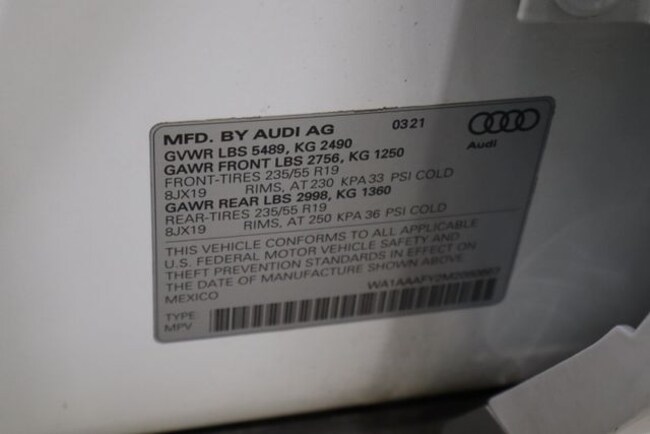 MFD. BY AUDI AG 03 21
Audi
GVWR LBS 5489, KG 2490
GAWR FRONT LBS 2756, KG 1250
FRONT-TIRES 235/55 R19
8JX19 RIMS, AT 230 KPA 33 PSI COLD
GAWR REAR LBS 2998, KG 1360
REAR-TIRES 235/55 R19
8JX19 RIMS, AT 250 KPA 36 PSI COLD
THIS VEHICLE CONFORMS TO ALL APPLICABLE
U.S. FEDERAL MOTOR VEHICLE SAFETY AND
THEFT PREVENTION STANDARDS IN EFFECT ON
THE DATE OF MANUFACTURE SHOWN ABOVE.
MEXICO
TYPE:
MPV